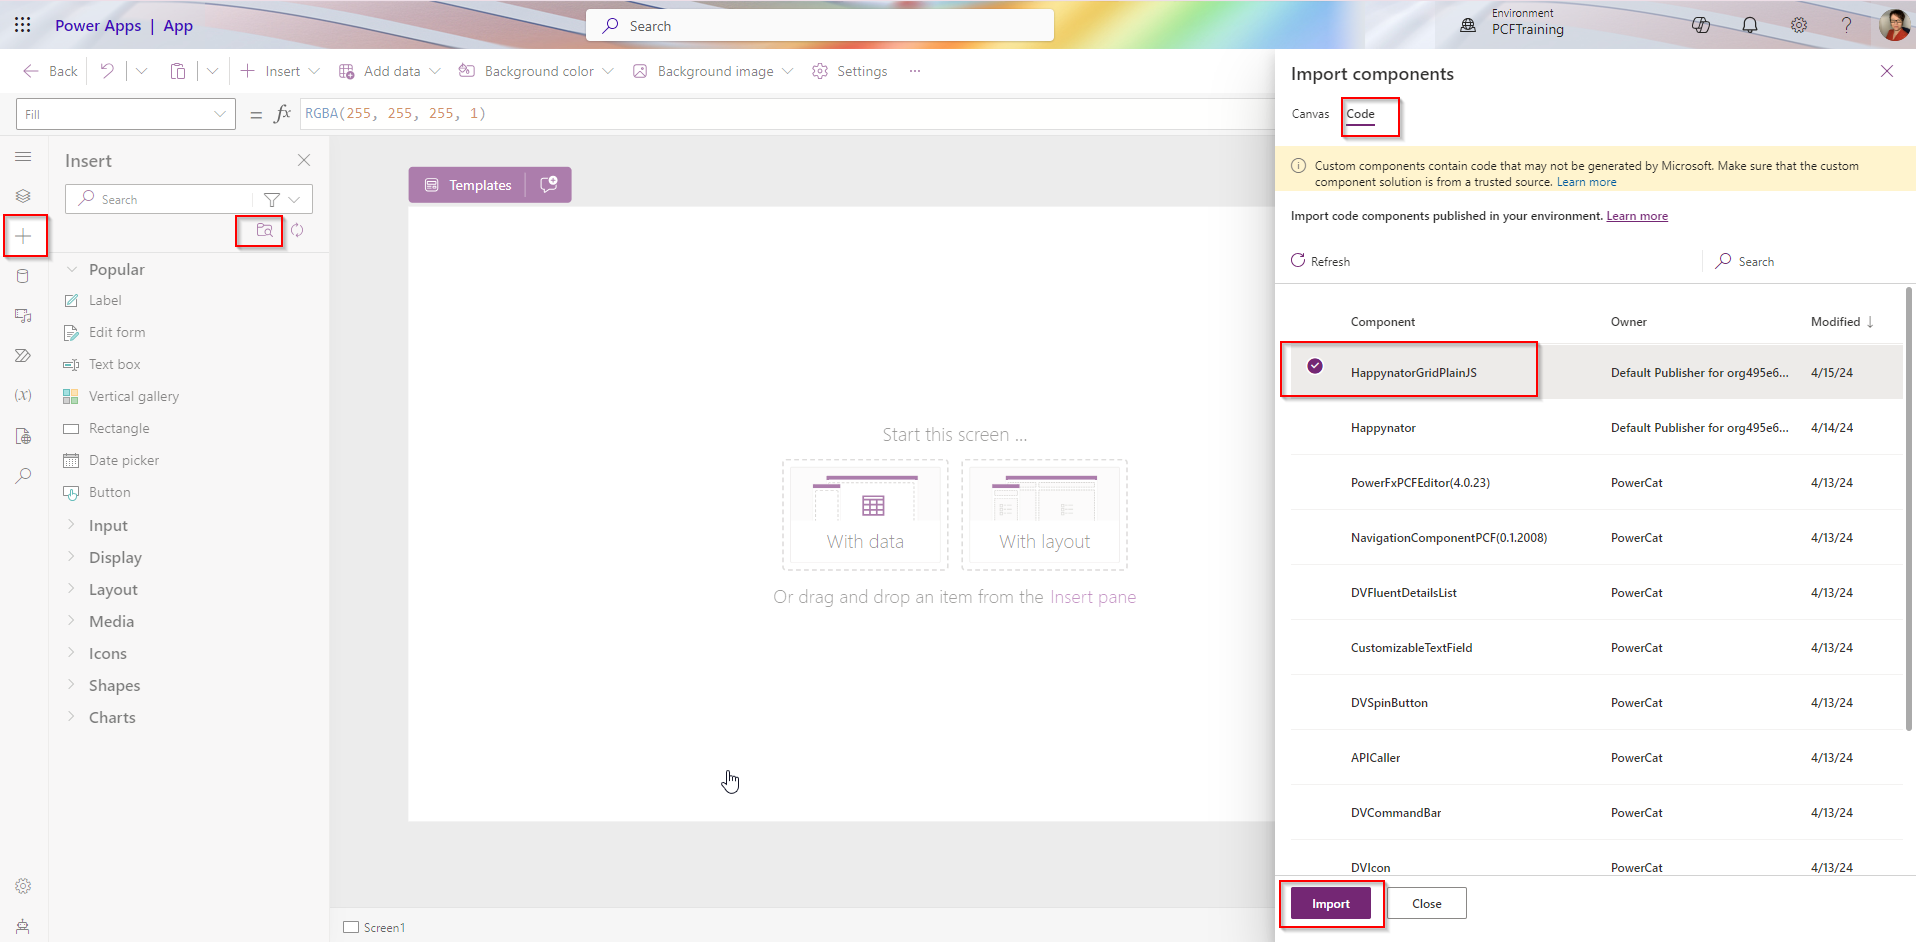 Power Apps | App
Search
Environment
PCFTraining
?
Back
Insert
Add data
Background color
Background image
Settings
...
Fill
= fx RGBA(255, 255, 255, 1)
Insert
Search
Popular
Label
Edit form
Text box
Vertical gallery
Rectangle
Date picker
Button
Input
Display
Layout
Media
Icons
Shapes
Charts
(x)
Templates
Start this screen ...
With data
With layout
Or drag and drop an item from the Insert pane
Screen1
Import components
Canvas Code
Custom components contain code that may not be generated by Microsoft. Make sure that the custom
component solution is from a trusted source. Learn more
Import code components published in your environment. Learn more
Refresh
Search
Component Owner Modified ↓
HappynatorGridPlainJS Default Publisher for org495e6... 4/15/24
Happynator Default Publisher for org495e6... 4/14/24
PowerFxPCFEditor(4.0.23) PowerCat 4/13/24
NavigationComponentPCF(0.1.2008) PowerCat 4/13/24
DVFluentDetailsList PowerCat 4/13/24
CustomizableTextField PowerCat 4/13/24
DVSpinButton PowerCat 4/13/24
APICaller PowerCat 4/13/24
DVCommandBar PowerCat 4/13/24
DVIcon PowerCat 4/13/24
Import
Close